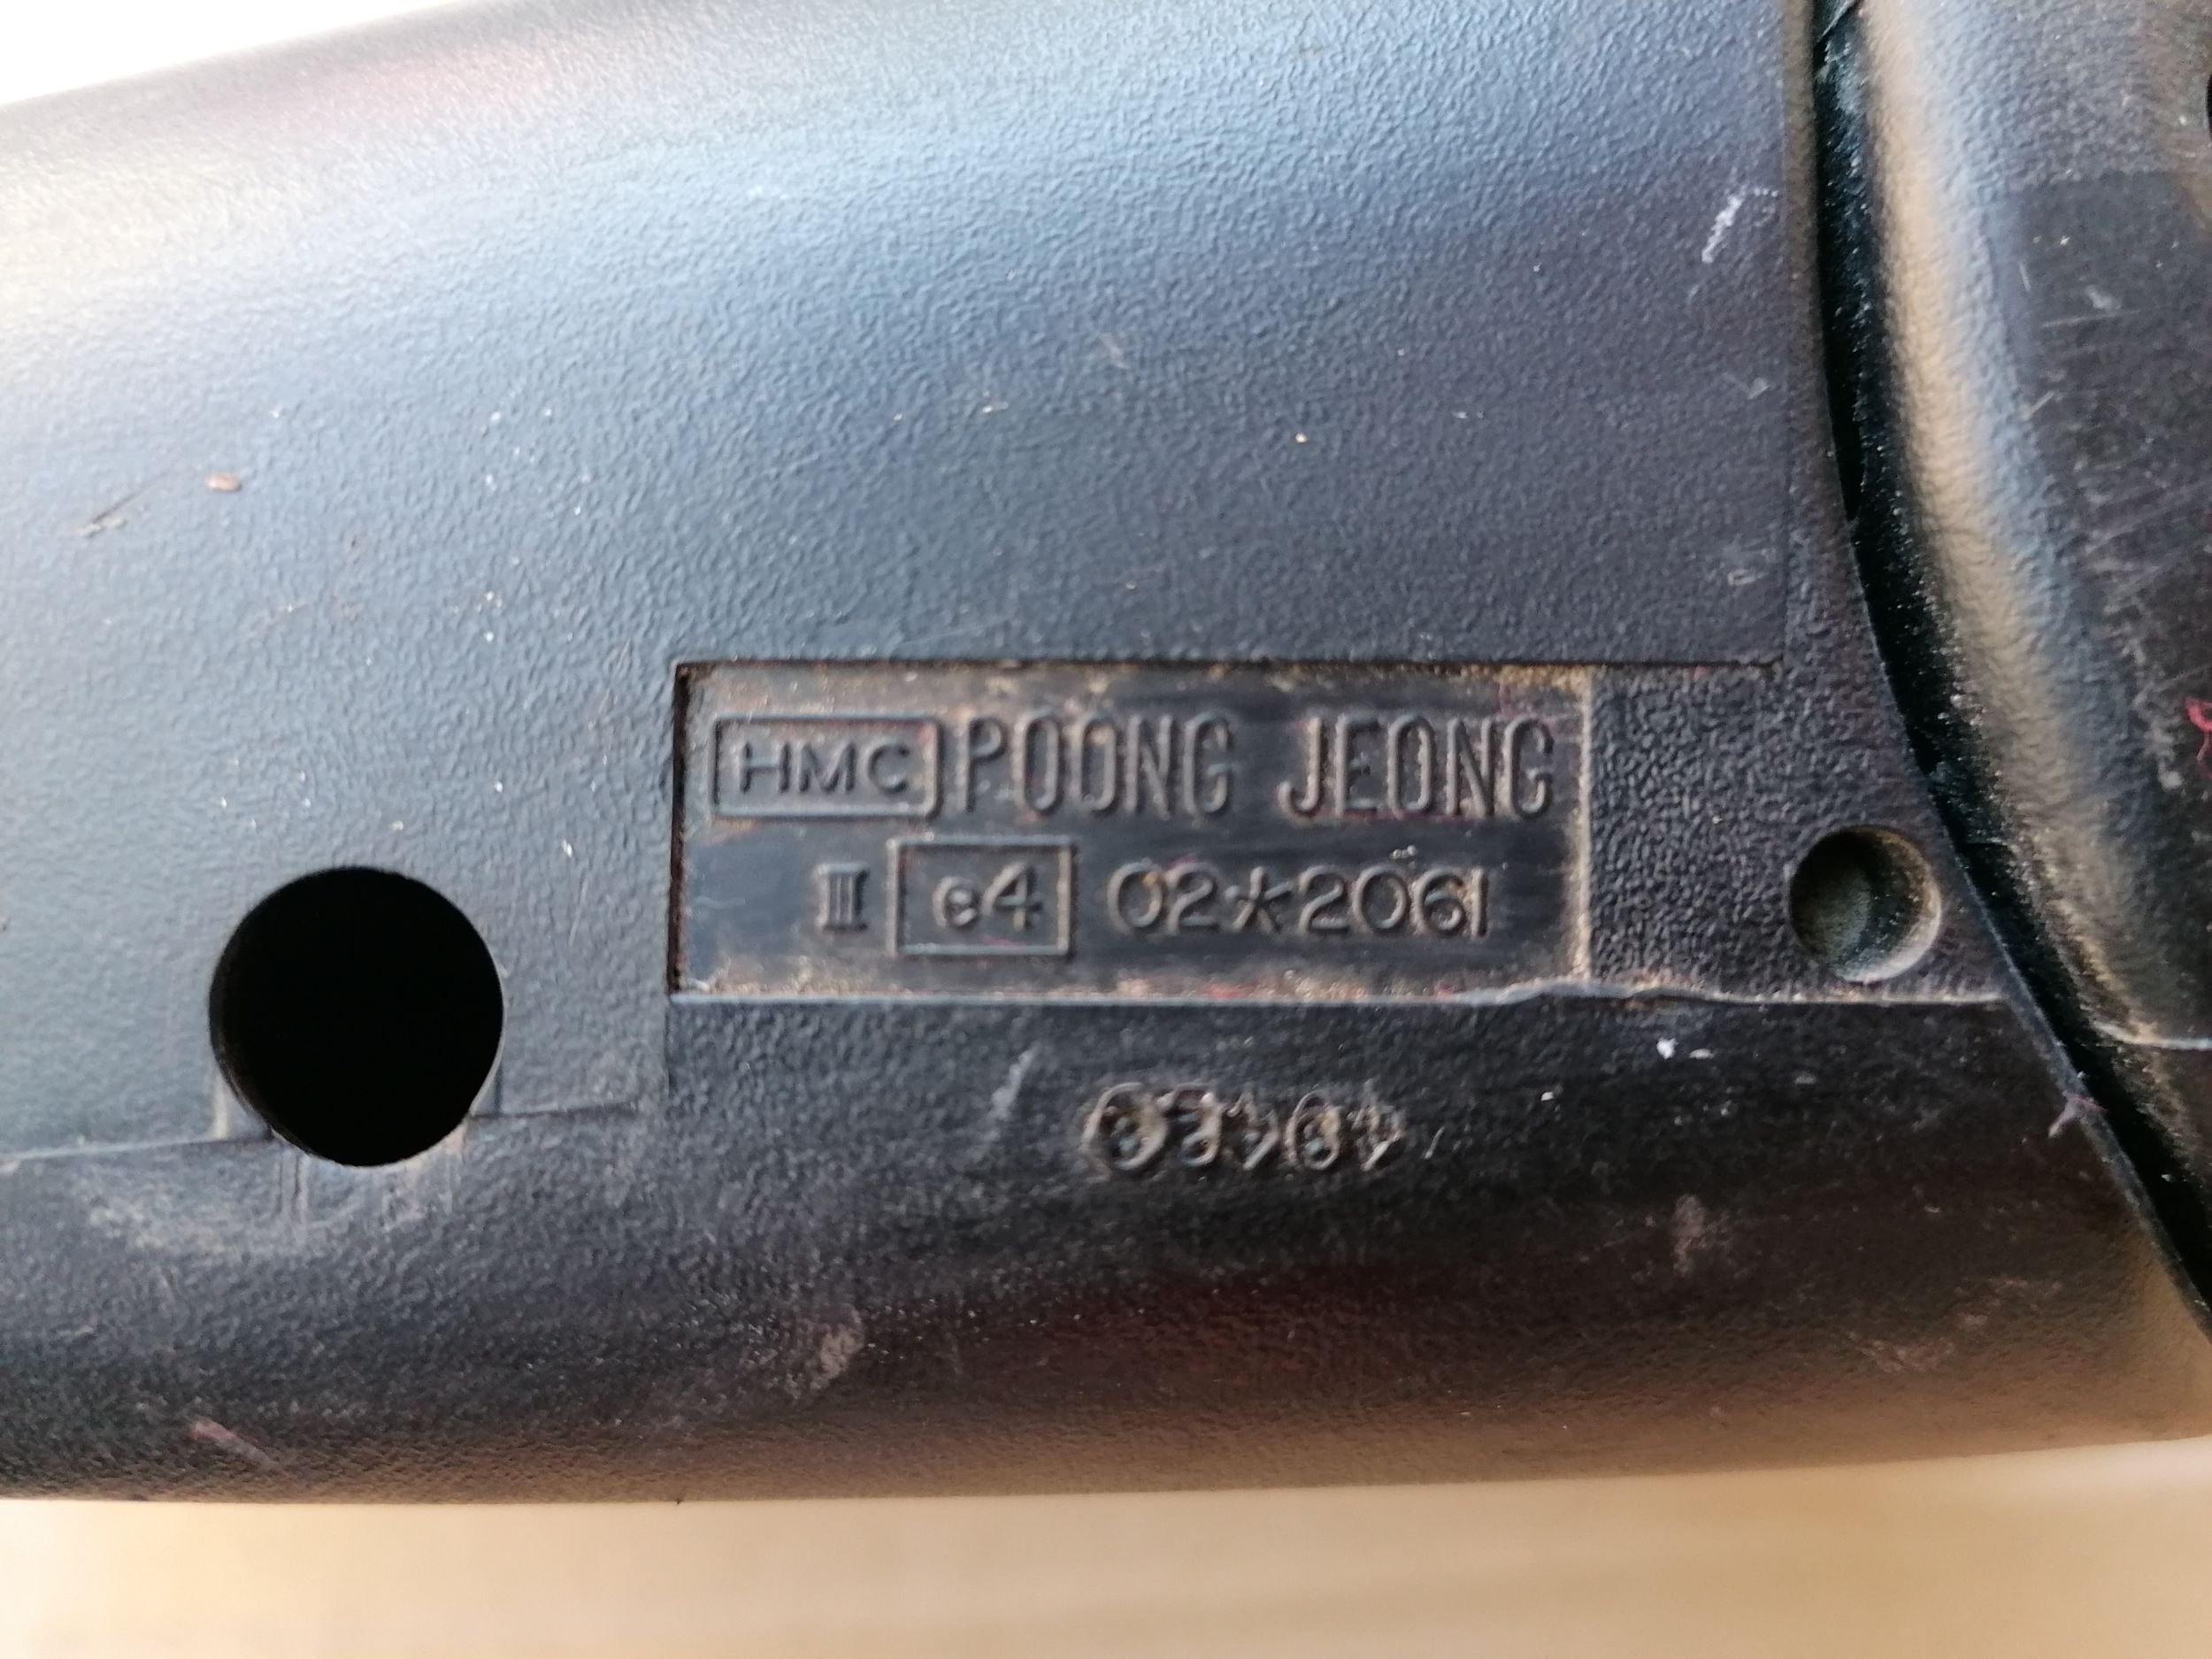 HMC POONG JEONG
III e4 02*2061